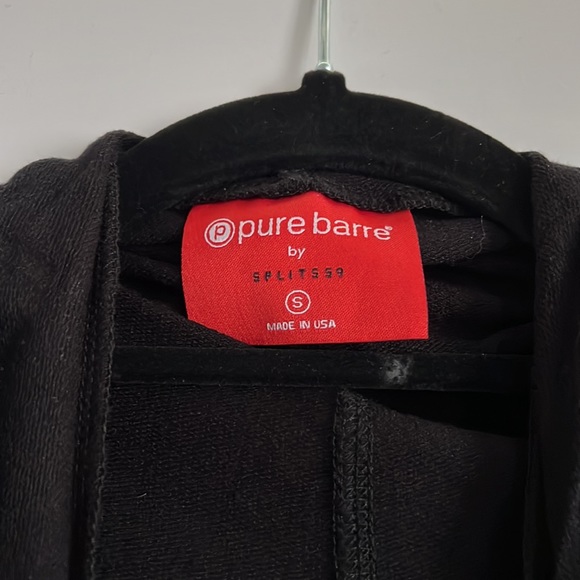 p pure barre®
by
SPLITS59
S
MADE IN USA